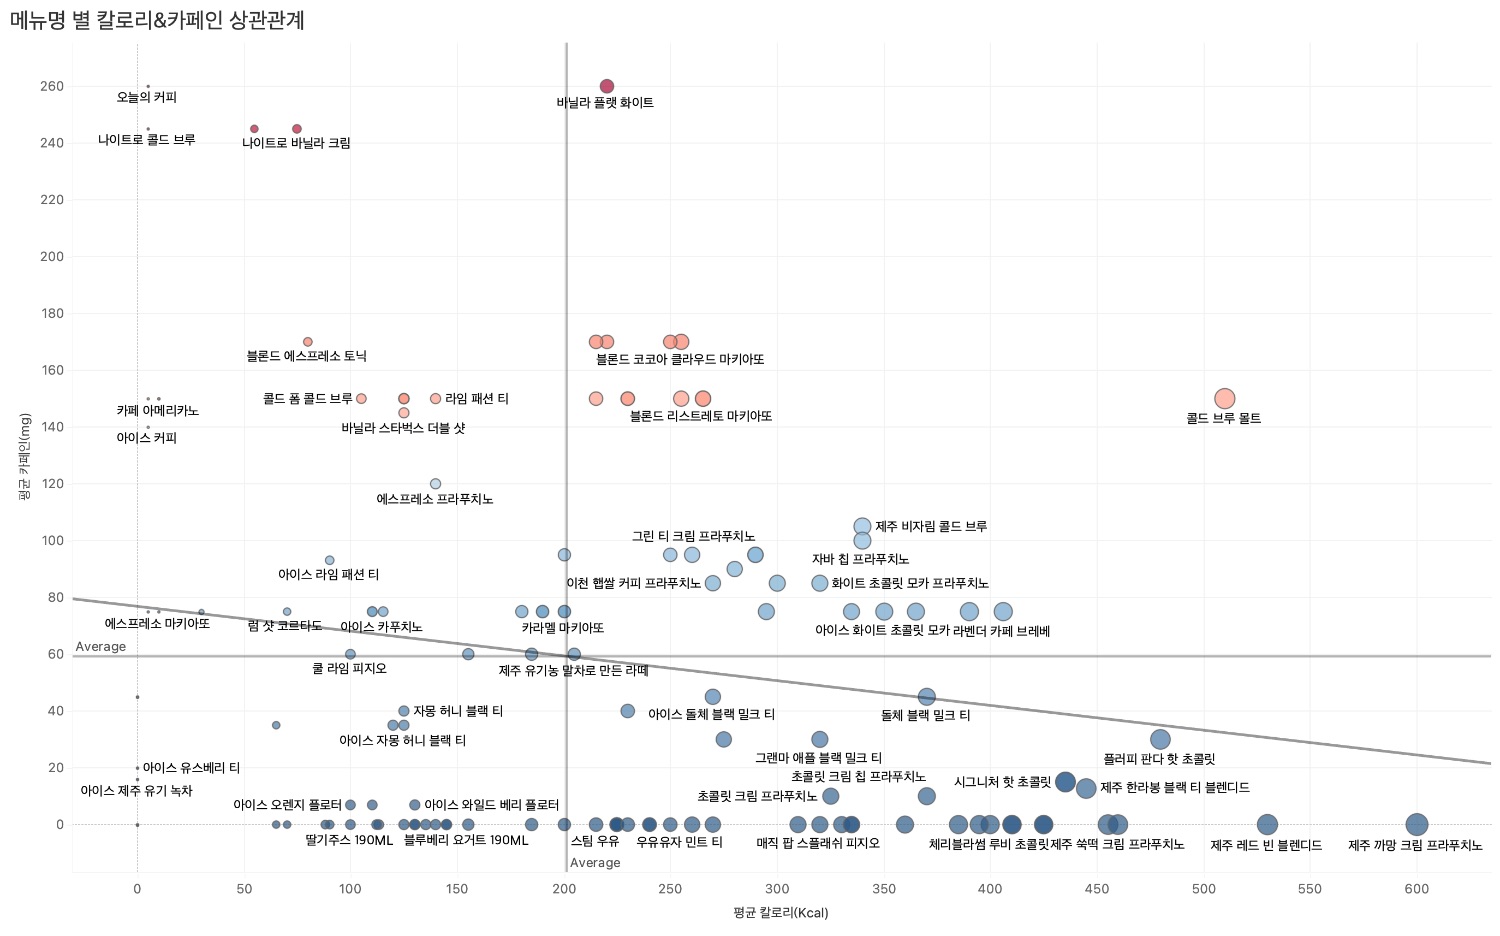 메뉴명 별 칼로리&카페인 상관관계
260
오늘의 커피
바닐라 플랫 화이트
240
나이트로 콜드 브루
나이트로 바닐라 크림
220
200
180
160
블론드 에스프레소 토닉
블론드 코코아 클라우드 마키아또
콜드 폼 콜드 브루
라임 패션 티
카페 아메리카노
블론드 리스트레토 마키아또
콜드 브루 몰트
140
바닐라 스타벅스 더블 샷
아이스 커피
평균 카페인(mg)
120
에스프레소 프라푸치노
제주 비자림 콜드 브루
그린 티 크림 프라푸치노
100
자바 칩 프라푸치노
아이스 라임 패션 티
이천 햅쌀 커피 프라푸치노
화이트 초콜릿 모카 프라푸치노
80
에스프레소 마키아또
럼 샷 코르타도
아이스 카푸치노
카라멜 마키아또
아이스 화이트 초콜릿 모카
라벤더 카페 브레베
Average
60
쿨 라임 피지오
제주 유기농 말차로 만든 라떼
40
자몽 허니 블랙 티
아이스 돌체 블랙 밀크 티
돌체 블랙 밀크 티
아이스 자몽 허니 블랙 티
그랜마 애플 블랙 밀크 티
플러피 판다 핫 초콜릿
20
아이스 유스베리 티
초콜릿 크림 칩 프라푸치노
시그니처 핫 초콜릿
제주 한라봉 블랙 티 블렌디드
아이스 제주 유기 녹차
초콜릿 크림 프라푸치노
아이스 오렌지 플로터
아이스 와일드 베리 플로터
0
딸기주스 190ML
블루베리 요거트 190ML
스팀 우유
우유유자 민트 티
매직 팝 스플래쉬 피지오
체리블라썸 루비 초콜릿
제주 쑥떡 크림 프라푸치노
제주 레드 빈 블렌디드
제주 까망 크림 프라푸치노
Average
0 50 100 150 200 250 300 350 400 450 500 550 600
평균 칼로리(Kcal)